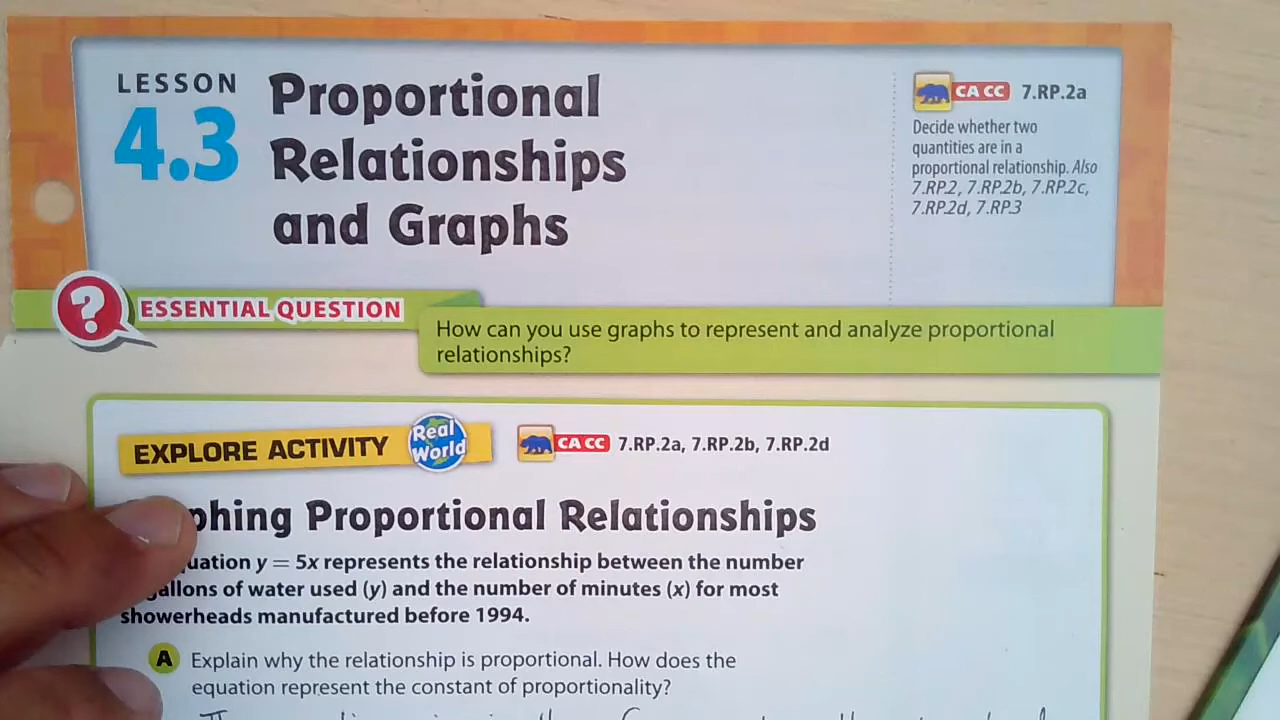 LESSON
4.3
Proportional
Relationships
and Graphs
CA CC 7.RP.2a
Decide whether two
quantities are in a
proportional relationship. Also
7.RP.2, 7.RP.2b, 7.RP.2c,
7.RP.2d, 7.RP.3
?
ESSENTIAL QUESTION
How can you use graphs to represent and analyze proportional
relationships?
EXPLORE ACTIVITY
Real
World
CA CC 7.RP.2a, 7.RP.2b, 7.RP.2d
Proportional Relationships
y = 5x represents the relationship between the number
of water used (y) and the number of minutes (x) for most
showerheads manufactured before 1994.
A Explain why the relationship is proportional. How does the
equation represent the constant of proportionality?